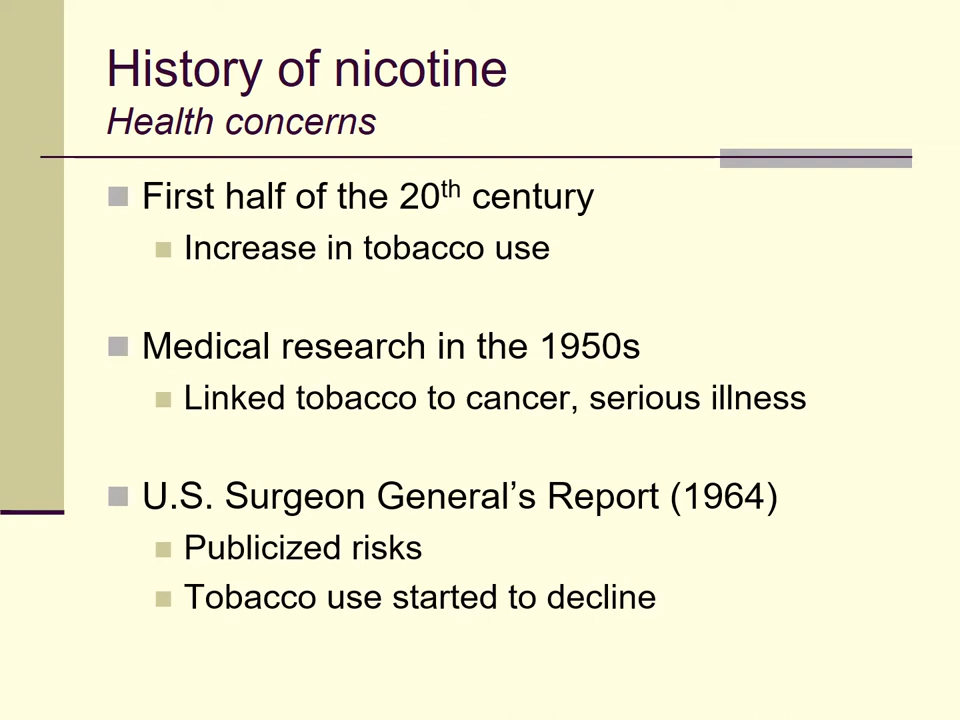 History of nicotine
Health concerns
First half of the 20th century
Increase in tobacco use
Medical research in the 1950s
Linked tobacco to cancer, serious illness
U.S. Surgeon General’s Report (1964)
Publicized risks
Tobacco use started to decline